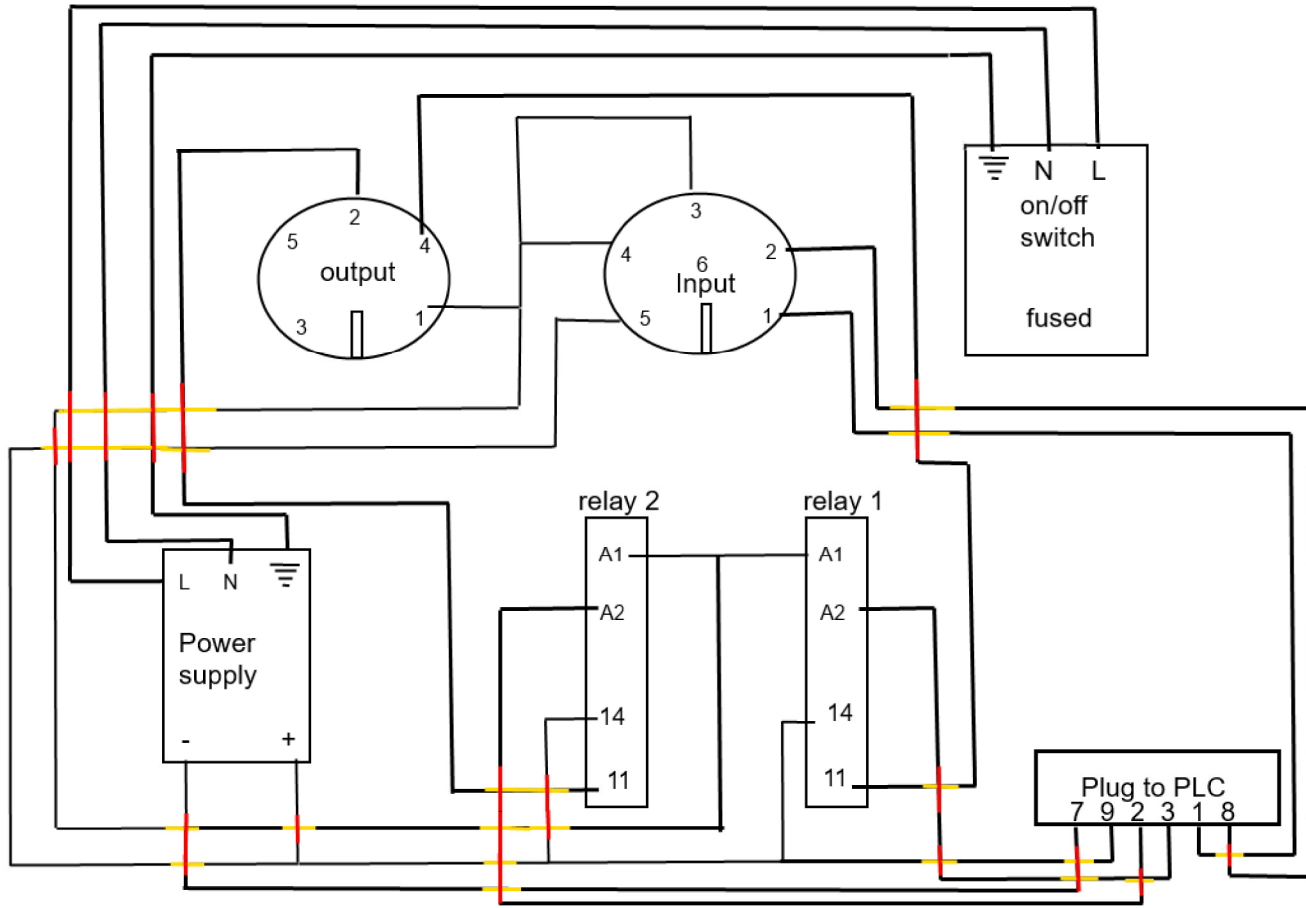 N L
on/off
switch
fused
2
5
4
output
3
1
3
4
6
2
Input
5
1
relay 2
relay 1
A1
A1
A2
A2
14
14
11
11
L N
Power
supply
- +
Plug to PLC
7 9 2 3 1 8